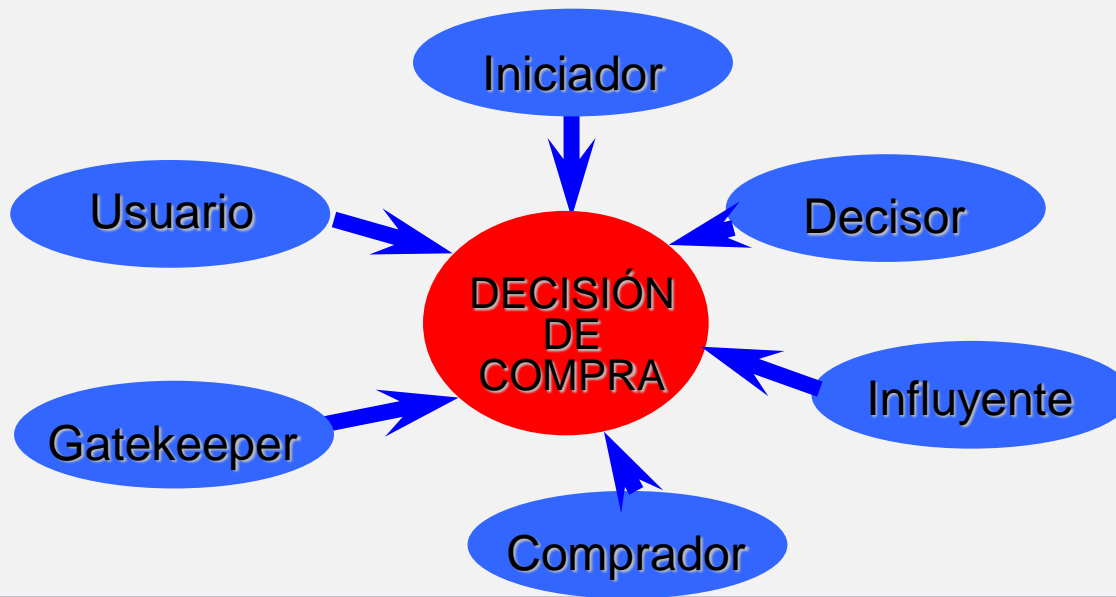 Iniciador
Usuario
Decisor
DECISIÓN
DE
COMPRA
Influyente
Gatekeeper
Comprador